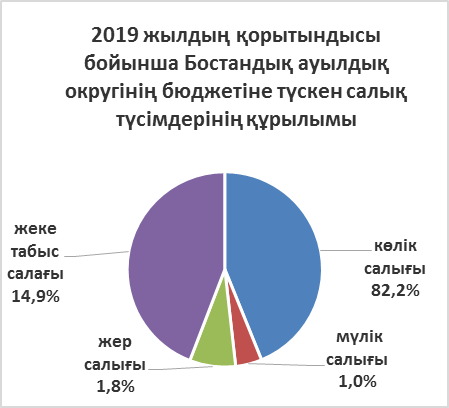 2019 жылдың қорытындысы
бойынша Бостандық ауылдық
округінің бюджетіне түскен салық
түсімдерінің құрылымы
жеке
табыс
салағы
14,9%
көлік
салығы
82,2%
жер
салығы
1,8%
мүлік
салығы
1,0%